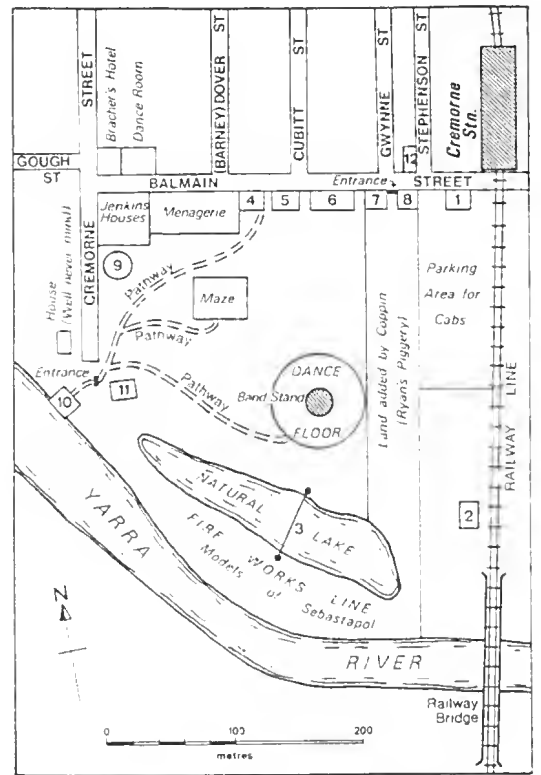 STREET
Bracher's Hotel
Dance Room
(BARNEY) DOVER ST
CUBITT ST
GWYNNE ST
STEPHENSON ST
Cremorne
Stn.
12
GOUGH
ST
BALMAIN
Entrance
STREET
Jenkins
Houses
Menagerie
4
5
6
7
8
1
CREMORNE
House
(Well never mind)
9
Pathway
Maze
Pathway
Parking
Area for
Cabs
Land added by Coppin
(Ryan's Piggery)
Entrance
10
11
Pathway
DANCE
Band Stand
FLOOR
RAILWAY LINE
2
NATURAL LAKE
3
FIRE WORKS LINE
Models of Sebastapol
YARRA
RIVER
N
Railway
Bridge
0 100 200
metres